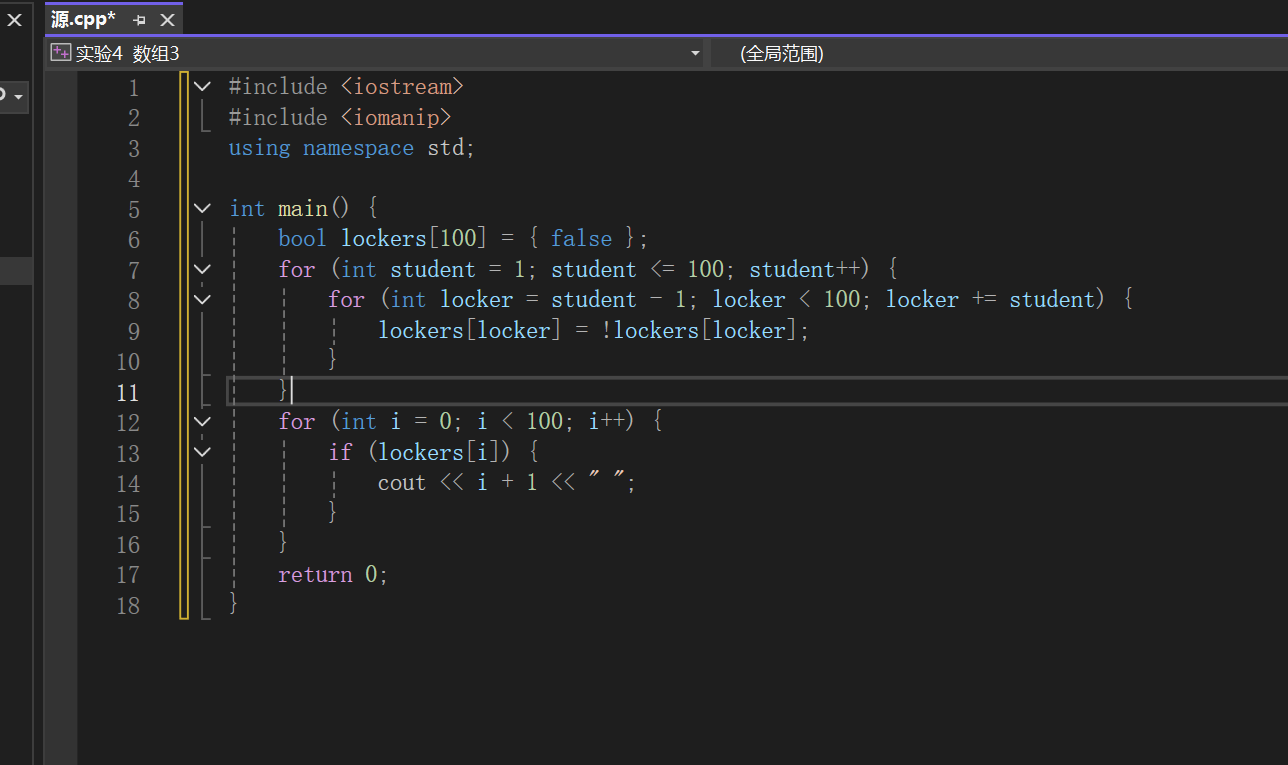 源.cpp*
实验4 数组3
(全局范围)
1 #include <iostream>
2 #include <iomanip>
3 using namespace std;
4
5 int main() {
6 bool lockers[100] = { false };
7 for (int student = 1; student <= 100; student++) {
8 for (int locker = student - 1; locker < 100; locker += student) {
9 lockers[locker] = !lockers[locker];
10 }
11 }
12 for (int i = 0; i < 100; i++) {
13 if (lockers[i]) {
14 cout << i + 1 << " ";
15 }
16 }
17 return 0;
18 }